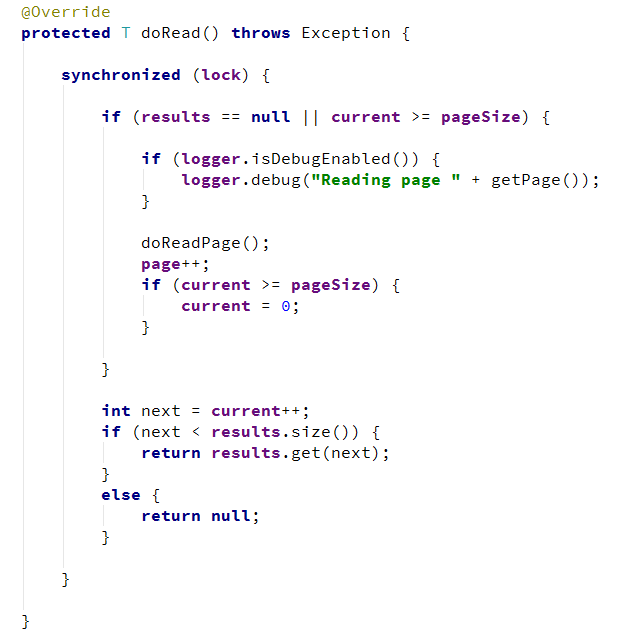 @Override
protected T doRead() throws Exception {
synchronized (lock) {
if (results == null || current >= pageSize) {
if (logger.isDebugEnabled()) {
logger.debug("Reading page " + getPage());
}
doReadPage();
page++;
if (current >= pageSize) {
current = 0;
}
}
int next = current++;
if (next < results.size()) {
return results.get(next);
}
else {
return null;
}
}
}